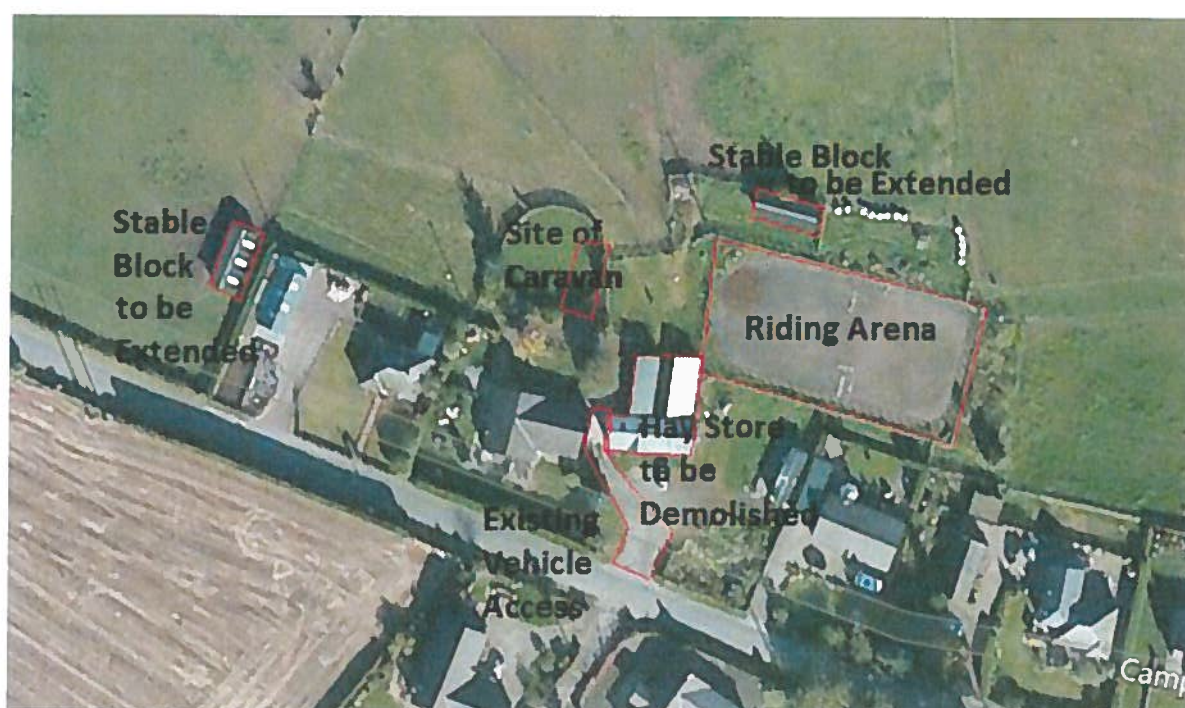 Stable Block
to be Extended
Stable
Block
to be
Extended
Site of
Caravan
Riding Arena
Hay Store
to be
Demolished
Existing
Vehicle
Access
Camp